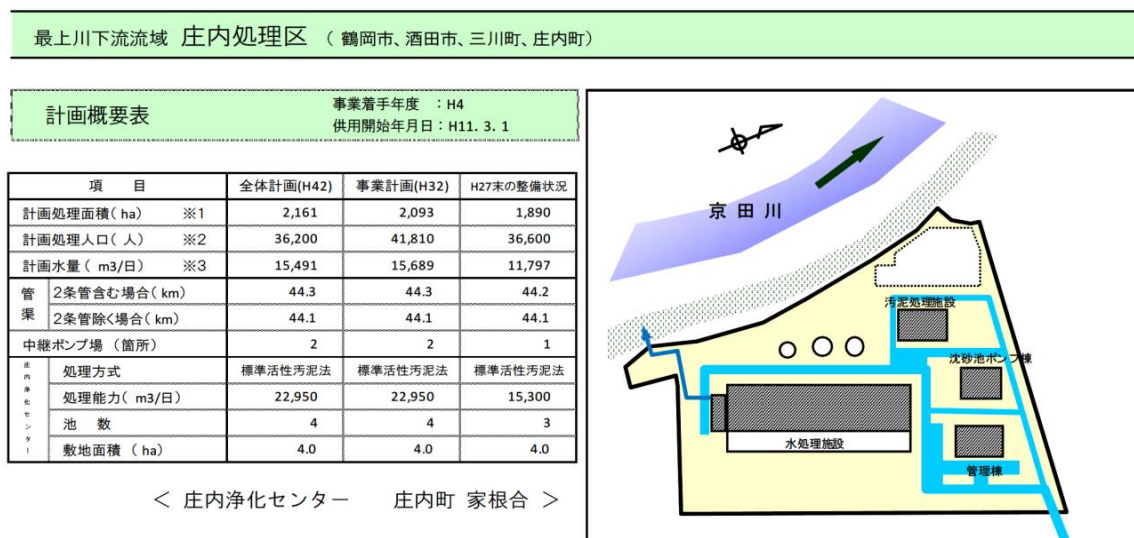 最上川下流流域 庄内処理区 （ 鶴岡市、酒田市、三川町、庄内町）
計画概要表
事業着手年度 ：H4
供用開始年月日：H11. 3. 1
項 目 全体計画(H42) 事業計画(H32) H27末の整備状況
計画処理面積( ha) ※1 2,161 2,093 1,890
計画処理人口( 人) ※2 36,200 41,810 36,600
計画水量( m3/日) ※3 15,491 15,689 11,797
管渠 2条管含む場合( km) 44.3 44.3 44.2
2条管除く場合( km) 44.1 44.1 44.1
中継ポンプ場 （箇所） 2 2 1
庄内浄化センター 処理方式 標準活性汚泥法 標準活性汚泥法 標準活性汚泥法
処理能力( m3/日) 22,950 22,950 15,300
池 数 4 4 3
敷地面積 （ha） 4.0 4.0 4.0
＜ 庄内浄化センター 庄内町 家根合 ＞
京田川
汚泥処理施設
沈砂池ポンプ棟
水処理施設
管理棟